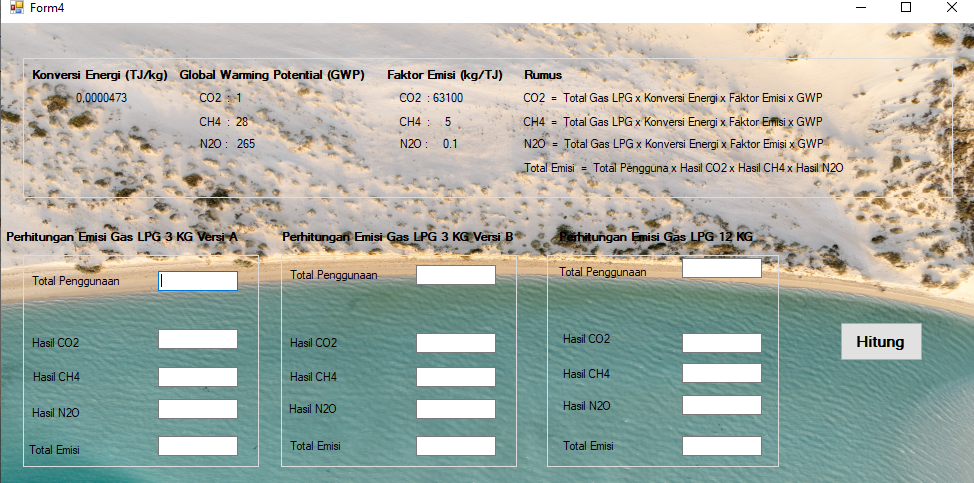 Form4
Konversi Energi (TJ/kg) Global Warming Potential (GWP) Faktor Emisi (kg/TJ) Rumus
0,0000473 CO2 : 1 CO2 : 63100 CO2 = Total Gas LPG x Konversi Energi x Faktor Emisi x GWP
CH4 : 28 CH4 : 5 CH4 = Total Gas LPG x Konversi Energi x Faktor Emisi x GWP
N2O : 265 N2O : 0.1 N2O = Total Gas LPG x Konversi Energi x Faktor Emisi x GWP
Total Emisi = Total Pengguna x Hasil CO2 x Hasil CH4 x Hasil N2O
Perhitungan Emisi Gas LPG 3 KG Versi A Perhitungan Emisi Gas LPG 3 KG Versi B Perhitungan Emisi Gas LPG 12 KG
Total Penggunaan Total Penggunaan Total Penggunaan
Hasil CO2 Hasil CO2 Hasil CO2
Hitung
Hasil CH4 Hasil CH4 Hasil CH4
Hasil N2O Hasil N2O Hasil N2O
Total Emisi Total Emisi Total Emisi